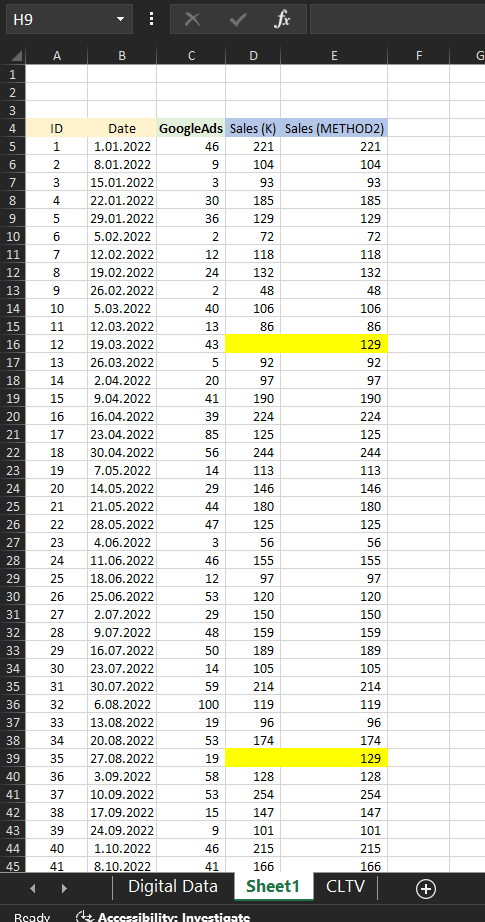 H9 fx
A B C D E F G
1
2
3
4 ID Date GoogleAds Sales (K) Sales (METHOD2)
5 1 1.01.2022 46 221 221
6 2 8.01.2022 9 104 104
7 3 15.01.2022 3 93 93
8 4 22.01.2022 30 185 185
9 5 29.01.2022 36 129 129
10 6 5.02.2022 2 72 72
11 7 12.02.2022 12 118 118
12 8 19.02.2022 24 132 132
13 9 26.02.2022 2 48 48
14 10 5.03.2022 40 106 106
15 11 12.03.2022 13 86 86
16 12 19.03.2022 43 129
17 13 26.03.2022 5 92 92
18 14 2.04.2022 20 97 97
19 15 9.04.2022 41 190 190
20 16 16.04.2022 39 224 224
21 17 23.04.2022 85 125 125
22 18 30.04.2022 56 244 244
23 19 7.05.2022 14 113 113
24 20 14.05.2022 29 146 146
25 21 21.05.2022 44 180 180
26 22 28.05.2022 47 125 125
27 23 4.06.2022 3 56 56
28 24 11.06.2022 46 155 155
29 25 18.06.2022 12 97 97
30 26 25.06.2022 53 120 120
31 27 2.07.2022 29 150 150
32 28 9.07.2022 48 159 159
33 29 16.07.2022 50 189 189
34 30 23.07.2022 14 105 105
35 31 30.07.2022 59 214 214
36 32 6.08.2022 100 119 119
37 33 13.08.2022 19 96 96
38 34 20.08.2022 53 174 174
39 35 27.08.2022 19 129
40 36 3.09.2022 58 128 128
41 37 10.09.2022 53 254 254
42 38 17.09.2022 15 147 147
43 39 24.09.2022 9 101 101
44 40 1.10.2022 46 215 215
45 41 8.10.2022 41 166 166
Digital Data Sheet1 CLTV
Ready Accessibility: Investigate